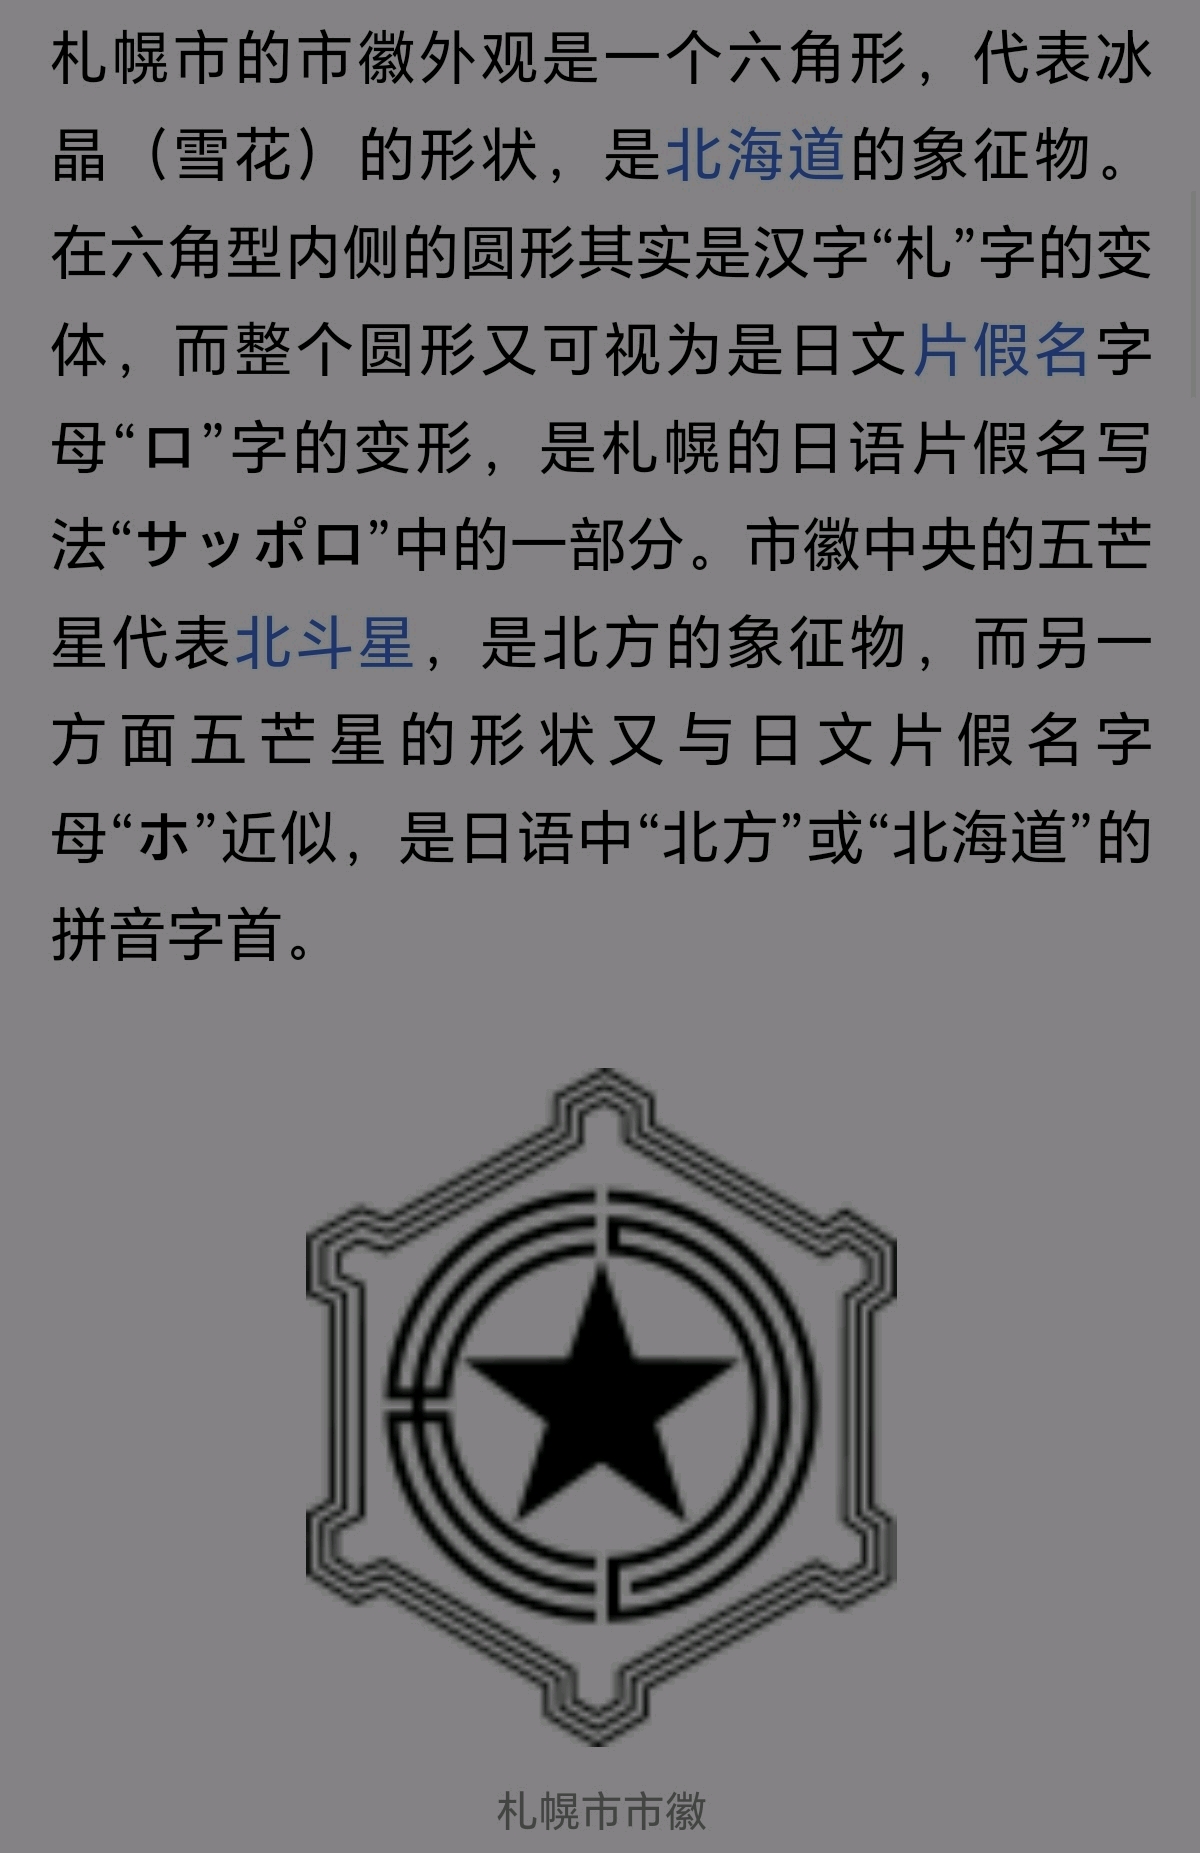 札幌市的市徽外观是一个六角形，代表冰
晶（雪花）的形状，是北海道的象征物。
在六角型内侧的圆形其实是汉字“札”字的变
体，而整个圆形又可视为是日文片假名字
母“ロ”字的变形，是札幌的日语片假名写
法“サッポロ”中的一部分。市徽中央的五芒
星代表北斗星，是北方的象征物，而另一
方面五芒星的形状又与日文片假名字
母“ホ”近似，是日语中“北方”或“北海道”的
拼音字首。
札幌市市徽